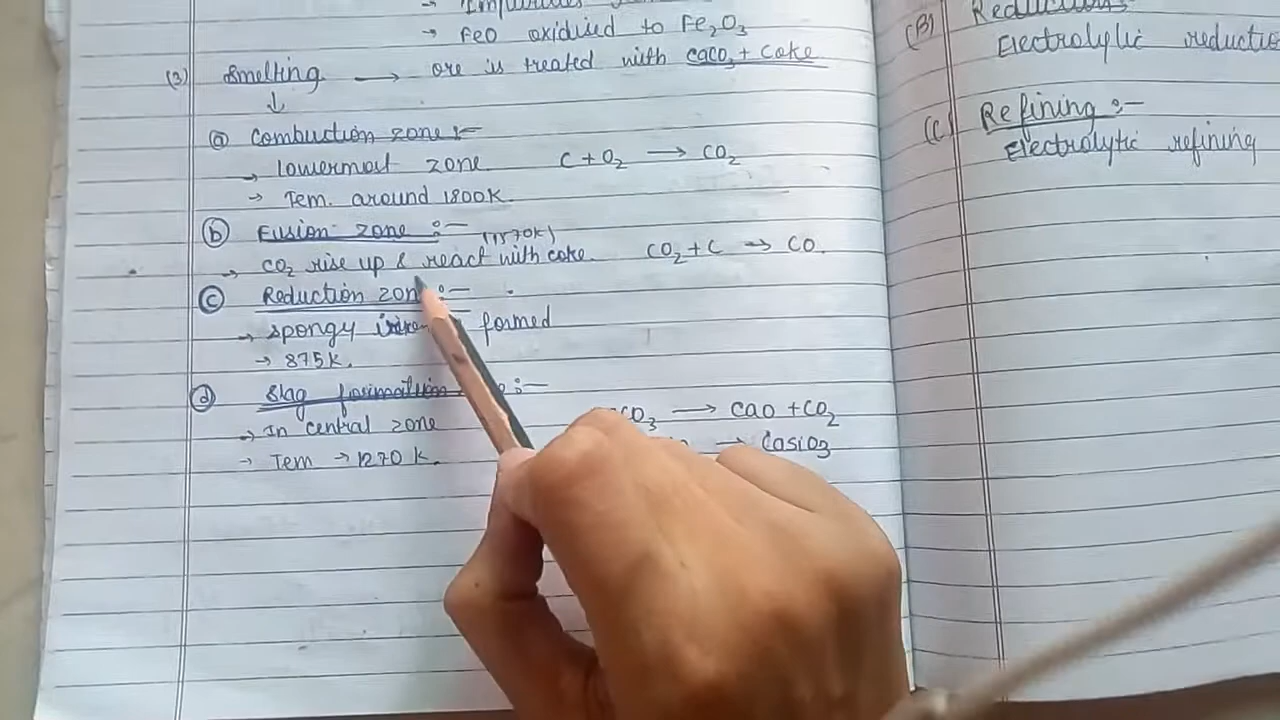 → FeO oxidised to Fe₂O₃
(3) Smelting → ore is treated with CaCO₃ + Coke
↓
(a) Combustion zone :-
→ lowermost zone. C + O₂ → CO₂
→ Tem. around 1800K.
(b) Fusion zone :- (1570K)
→ CO₂ rise up & react with coke. CO₂ + C → CO.
(c) Reduction zone :-
→ spongy formed
→ 875K.
(d) Slag formation :-
→ In central zone CO₃ → CaO + CO₂
→ Tem → 1270 K. → CaSiO₃
(B) Reduction:-
Electrolytic reductio
(C) Refining :-
Electrolytic refining